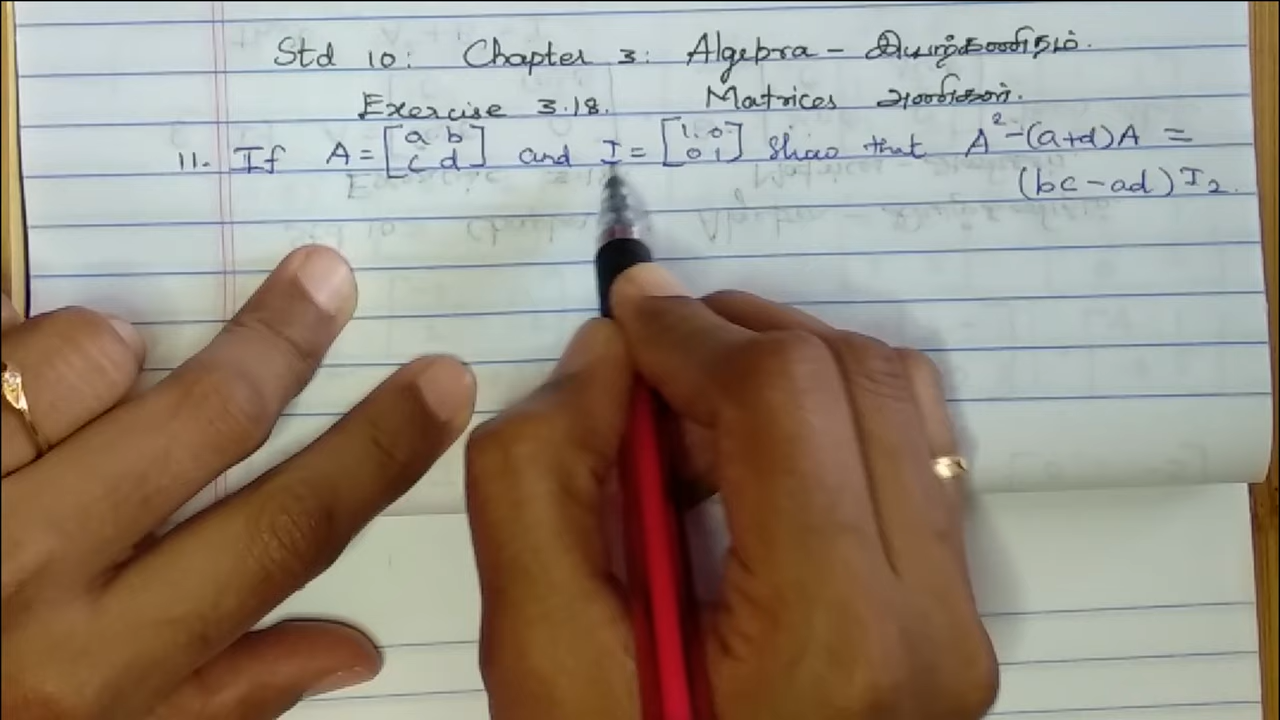 Std 10: Chapter 3: Algebra - இயற்கணிதம்.
Exercise 3.18. Matrices அணிகள்.
11. If A = [a b c d] and I = [1 0 0 1] show that A² - (a+d)A =
(bc - ad) I₂.